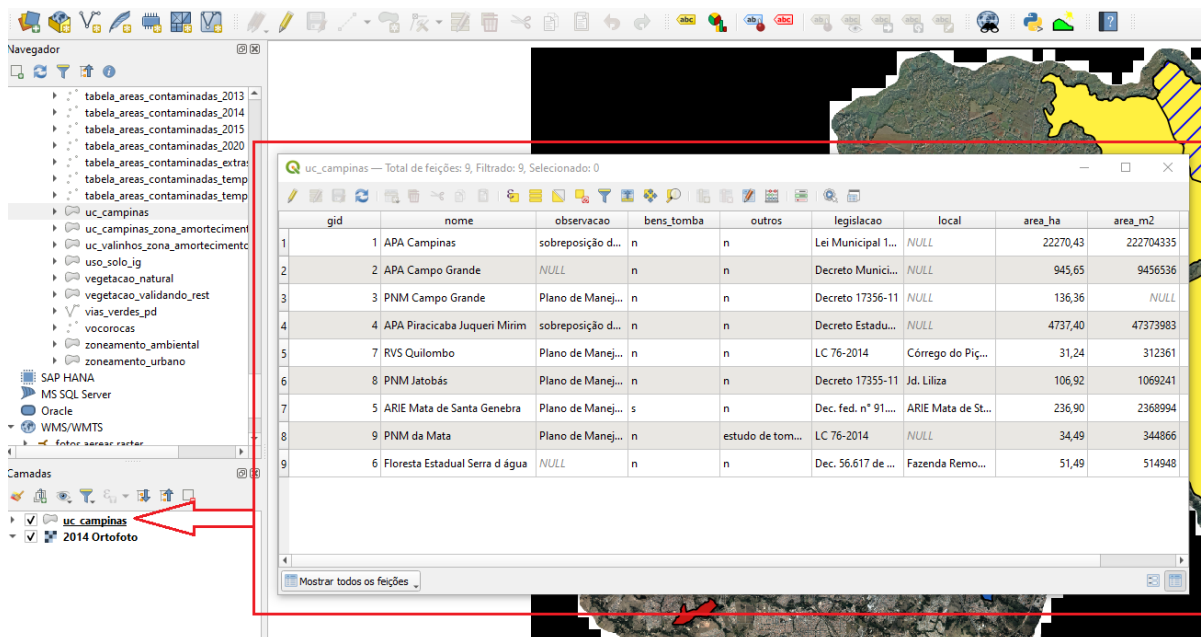 abc
abc
abc
Navegador
tabela_areas_contaminadas_2013
tabela_areas_contaminadas_2014
tabela_areas_contaminadas_2015
tabela_areas_contaminadas_2020
tabela_areas_contaminadas_extras
tabela_areas_contaminadas_temp
tabela_areas_contaminadas_temp
uc_campinas
uc_campinas_zona_amorteciment
uc_valinhos_zona_amortecimento
uso_solo_ig
vegetacao_natural
vegetacao_validando_rest
vias_verdes_pd
vocorocas
zoneamento_ambiental
zoneamento_urbano
SAP HANA
MS SQL Server
Oracle
WMS/WMTS
fotos aereas raster
Camadas
uc_campinas
2014 Ortofoto
uc_campinas — Total de feições: 9, Filtrado: 9, Selecionado: 0
gid nome observacao bens_tomba outros legislacao local area_ha area_m2
1 1 APA Campinas sobreposição d... n n Lei Municipal 1... NULL 22270,43 222704335
2 2 APA Campo Grande NULL n n Decreto Munici... NULL 945,65 9456536
3 3 PNM Campo Grande Plano de Manej... n n Decreto 17356-11 NULL 136,36 NULL
4 4 APA Piracicaba Juqueri Mirim sobreposição d... n n Decreto Estadu... NULL 4737,40 47373983
5 7 RVS Quilombo Plano de Manej... n n LC 76-2014 Córrego do Piç... 31,24 312361
6 8 PNM Jatobás Plano de Manej... n n Decreto 17355-11 Jd. Liliza 106,92 1069241
7 5 ARIE Mata de Santa Genebra Plano de Manej... s n Dec. fed. n° 91.... ARIE Mata de St... 236,90 2368994
8 9 PNM da Mata Plano de Manej... n estudo de tom... LC 76-2014 NULL 34,49 344866
9 6 Floresta Estadual Serra d água NULL n n Dec. 56.617 de ... Fazenda Remo... 51,49 514948
Mostrar todos os feições